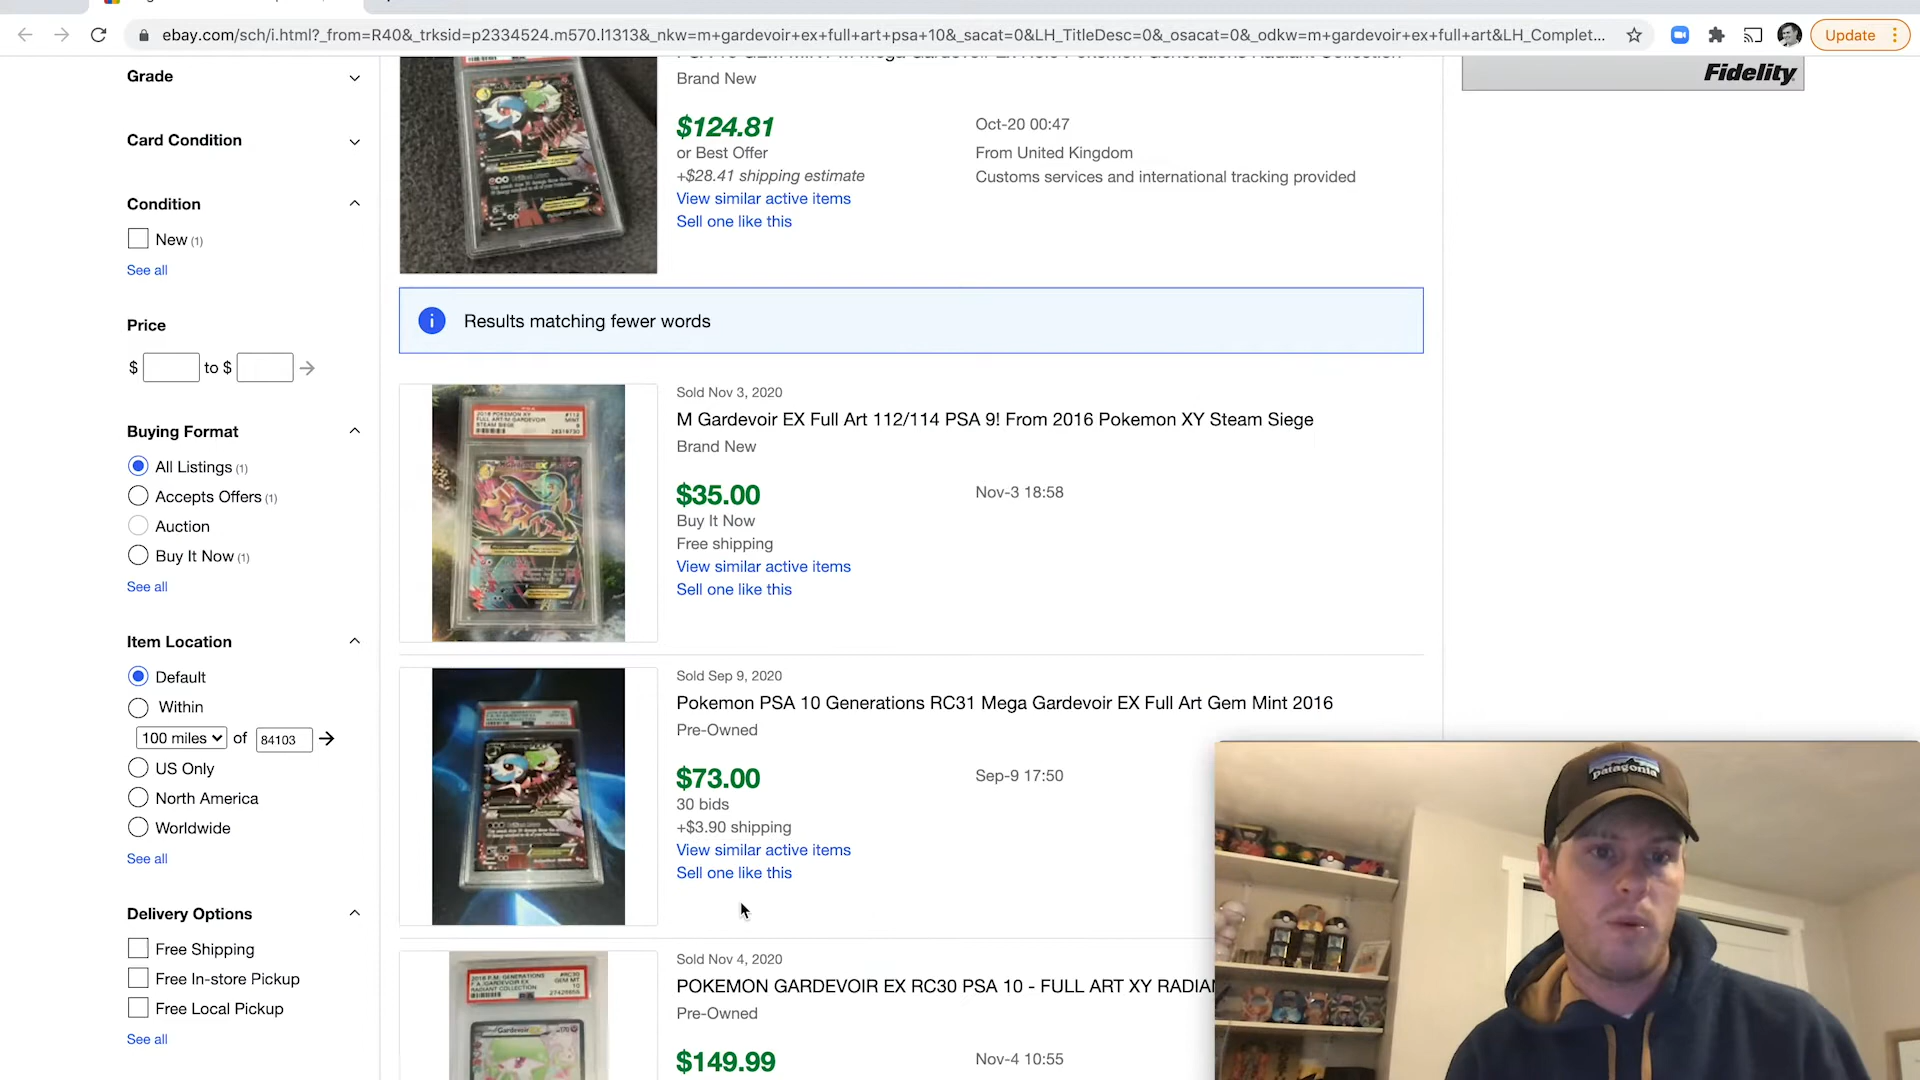 ebay.com/sch/i.html?_from=R40&_trksid=p2334524.m570.l1313&_nkw=m+gardevoir+ex+full+art+psa+10&_sacat=0&LH_TitleDesc=0&_osacat=0&_odkw=m+gardevoir+ex+full+art&LH_Complet...
Update
Grade
Card Condition
Condition
New (1)
See all
Price
$ to $
Buying Format
All Listings (1)
Accepts Offers (1)
Auction
Buy It Now (1)
See all
Item Location
Default
Within
100 miles of 84103
US Only
North America
Worldwide
See all
Delivery Options
Free Shipping
Free In-store Pickup
Free Local Pickup
See all
Brand New
$124.81
Oct-20 00:47
or Best Offer
From United Kingdom
+$28.41 shipping estimate
Customs services and international tracking provided
View similar active items
Sell one like this
Results matching fewer words
Sold Nov 3, 2020
M Gardevoir EX Full Art 112/114 PSA 9! From 2016 Pokemon XY Steam Siege
Brand New
$35.00
Nov-3 18:58
Buy It Now
Free shipping
View similar active items
Sell one like this
Sold Sep 9, 2020
Pokemon PSA 10 Generations RC31 Mega Gardevoir EX Full Art Gem Mint 2016
Pre-Owned
$73.00
Sep-9 17:50
30 bids
+$3.90 shipping
View similar active items
Sell one like this
Sold Nov 4, 2020
POKEMON GARDEVOIR EX RC30 PSA 10 - FULL ART XY RADIAN
Pre-Owned
$149.99
Nov-4 10:55
Fidelity
patagonia